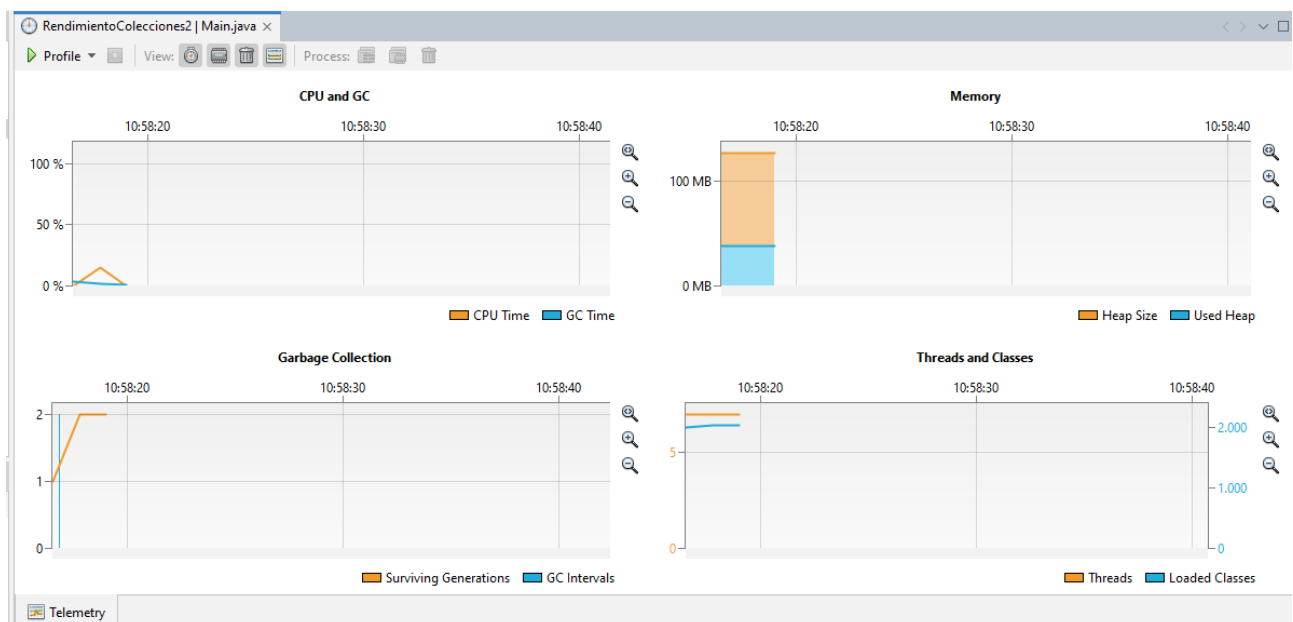 RendimientoColecciones2 | Main.java ×
Profile View: Process:
CPU and GC
10:58:20 10:58:30 10:58:40
100 %
50 %
0 %
CPU Time GC Time
Memory
10:58:20 10:58:30 10:58:40
100 MB
0 MB
Heap Size Used Heap
Garbage Collection
10:58:20 10:58:30 10:58:40
2
1
0
Surviving Generations GC Intervals
Threads and Classes
10:58:20 10:58:30 10:58:40
2.000
5
1.000
0 0
Threads Loaded Classes
Telemetry